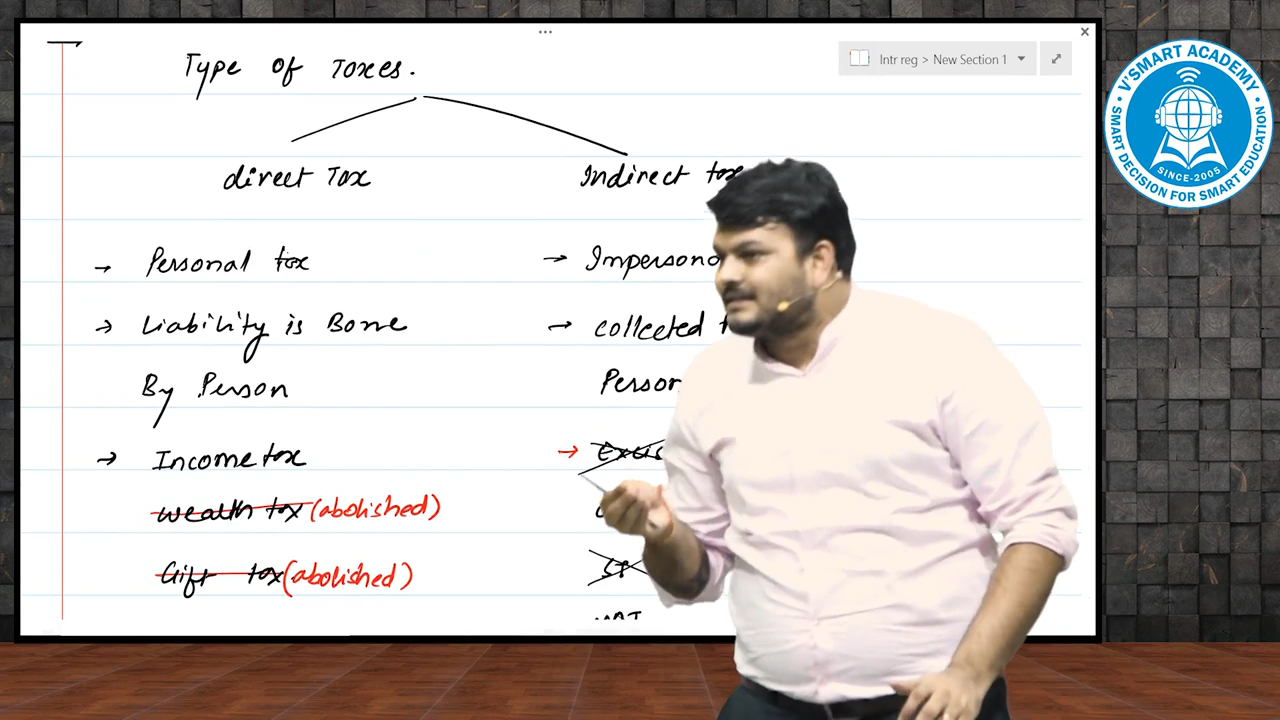 Type of Taxes.
direct Tax
Indirect tax
→ Personal tax
→ Liability is Bone
By Person
→ Income tax
wealth tax (abolished)
Gift tax (abolished)
→
→ collected
Person
→
Intr reg > New Section 1
V'SMART ACADEMY
SINCE-2005
SMART DECISION FOR SMART EDUCATION